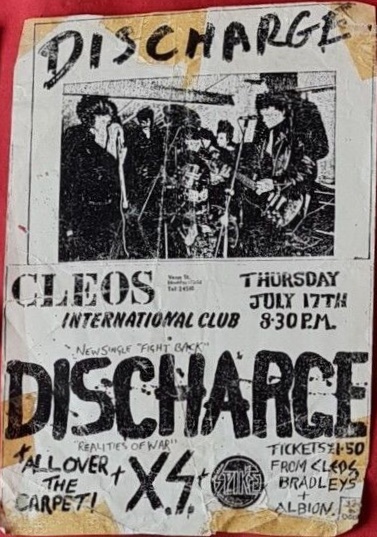 DISCHARGE
CLEOS
INTERNATIONAL CLUB
THURSDAY
JULY 17TH
8·30 P.M.
NEW SINGLE "FIGHT BACK"
DISCHARGE
"REALITIES OF WAR"
+ ALL OVER
THE
CARPET!
+ X.S. +
TICKETS £1·50
FROM CLEOS
BRADLEYS
+
ALBION